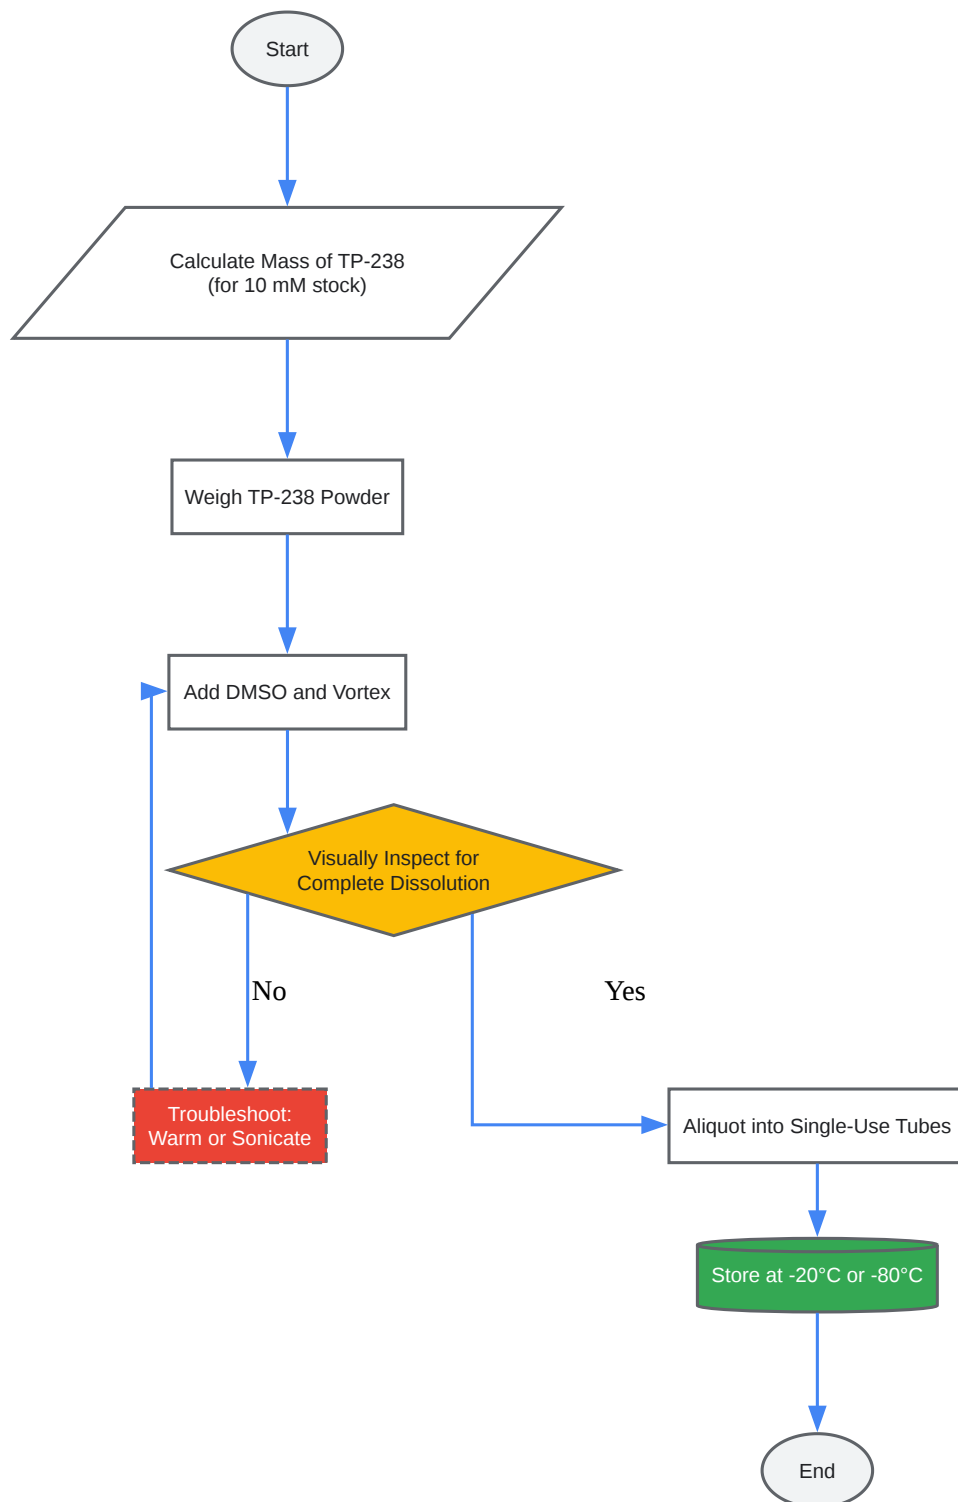 Start
Calculate Mass of TP-238
(for 10 mM stock)
Weigh TP-238 Powder
Add DMSO and Vortex
Visually Inspect for
Complete Dissolution
No
Yes
Troubleshoot:
Warm or Sonicate
Aliquot into Single-Use Tubes
Store at -20°C or -80°C
End